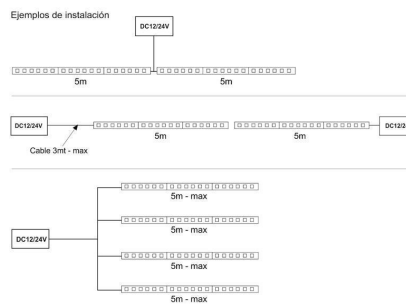 Ejemplos de instalación
DC12/24V
5m
5m
DC12/24V
DC12/2
5m
5m
Cable 3mt - max
5m - max
5m - max
DC12/24V
5m - max
5m - max